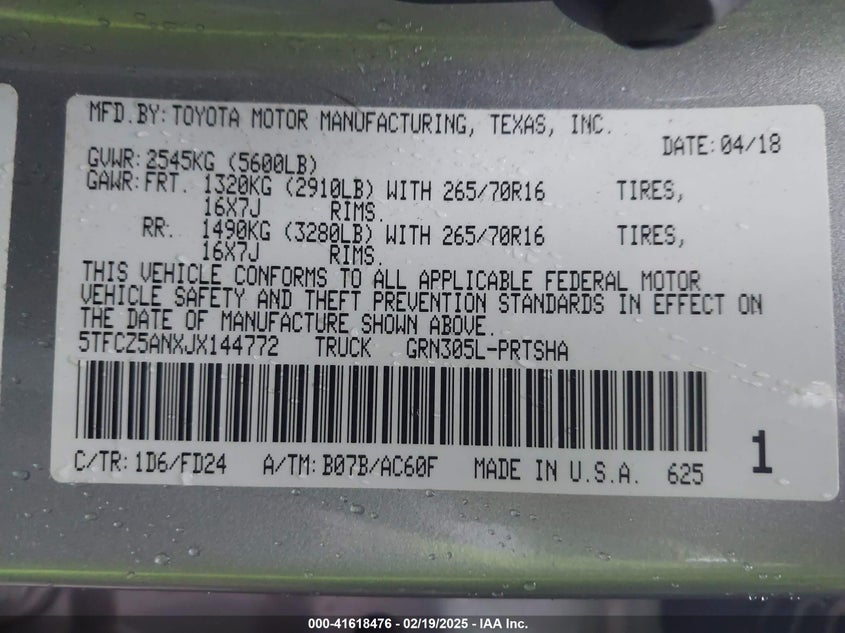 MFD.BY:TOYOTA MOTOR MANUFACTURING, TEXAS, INC.
DATE:04/18
GVWR:2545KG (5600LB)
GAWR:FRT. 1320KG (2910LB) WITH 265/70R16 TIRES,
16X7J RIMS.
RR. 1490KG (3280LB) WITH 265/70R16 TIRES,
16X7J RIMS.
THIS VEHICLE CONFORMS TO ALL APPLICABLE FEDERAL MOTOR
VEHICLE SAFETY AND THEFT PREVENTION STANDARDS IN EFFECT ON
THE DATE OF MANUFACTURE SHOWN ABOVE.
5TFCZ5ANXJX144772 TRUCK GRN305L-PRTSHA
C/TR:1D6/FD24 A/TM:B07B/AC60F MADE IN U.S.A. 625
1
000-41618476 - 02/19/2025 - IAA Inc.